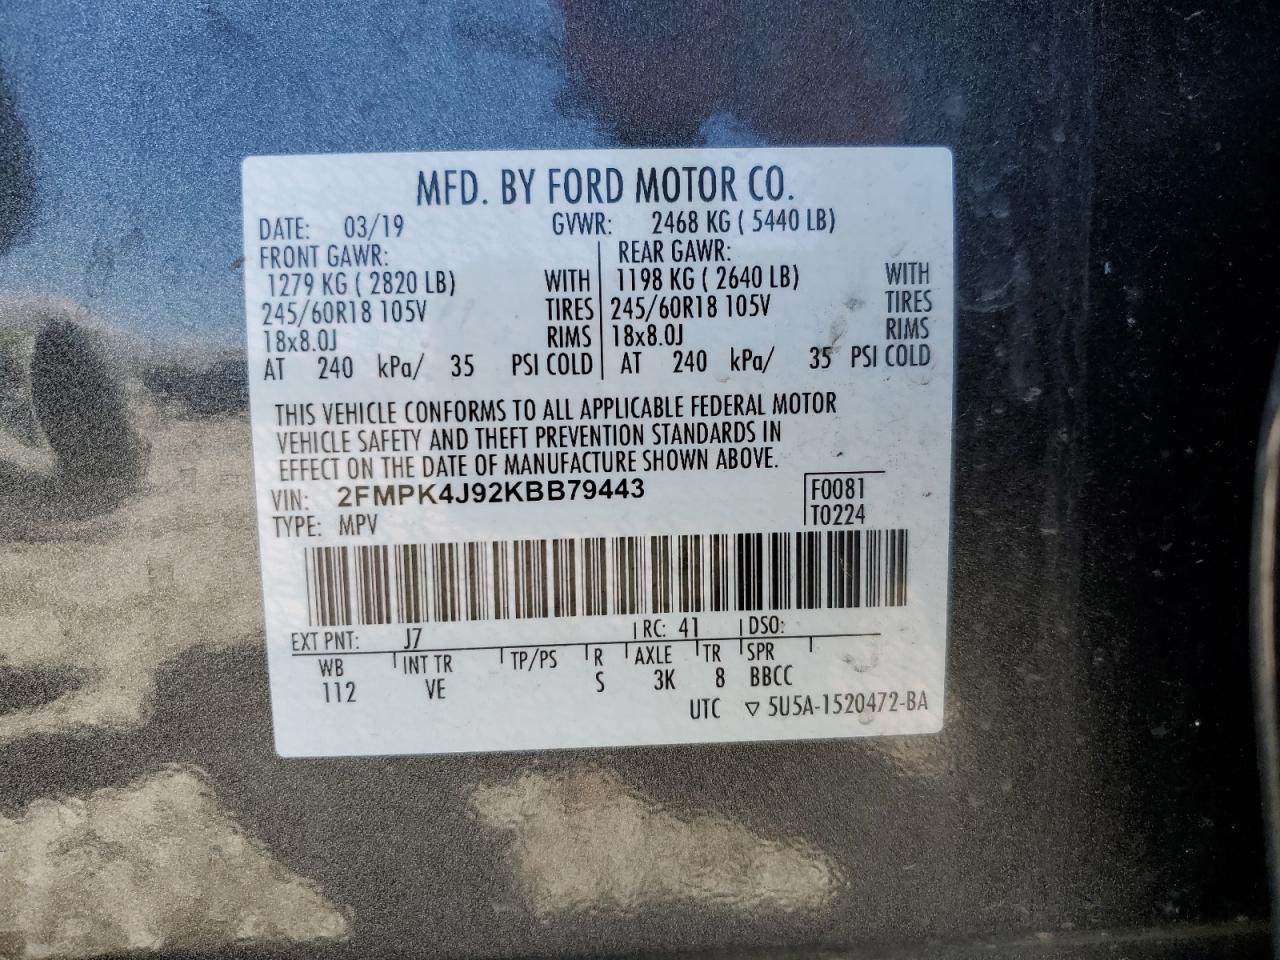 MFD. BY FORD MOTOR CO.
DATE: 03/19 GVWR: 2468 KG ( 5440 LB)
FRONT GAWR: REAR GAWR:
1279 KG ( 2820 LB) WITH 1198 KG ( 2640 LB) WITH
245/60R18 105V TIRES 245/60R18 105V TIRES
18x8.0J RIMS 18x8.0J RIMS
AT 240 kPa/ 35 PSI COLD AT 240 kPa/ 35 PSI COLD
THIS VEHICLE CONFORMS TO ALL APPLICABLE FEDERAL MOTOR
VEHICLE SAFETY AND THEFT PREVENTION STANDARDS IN
EFFECT ON THE DATE OF MANUFACTURE SHOWN ABOVE.
VIN: 2FMPK4J92KBB79443 F0081
TYPE: MPV T0224
EXT PNT: J7 RC: 41 DSO:
WB INT TR TP/PS R AXLE TR SPR
112 VE S 3K 8 BBCC
UTC ▽ 5U5A-1520472-BA